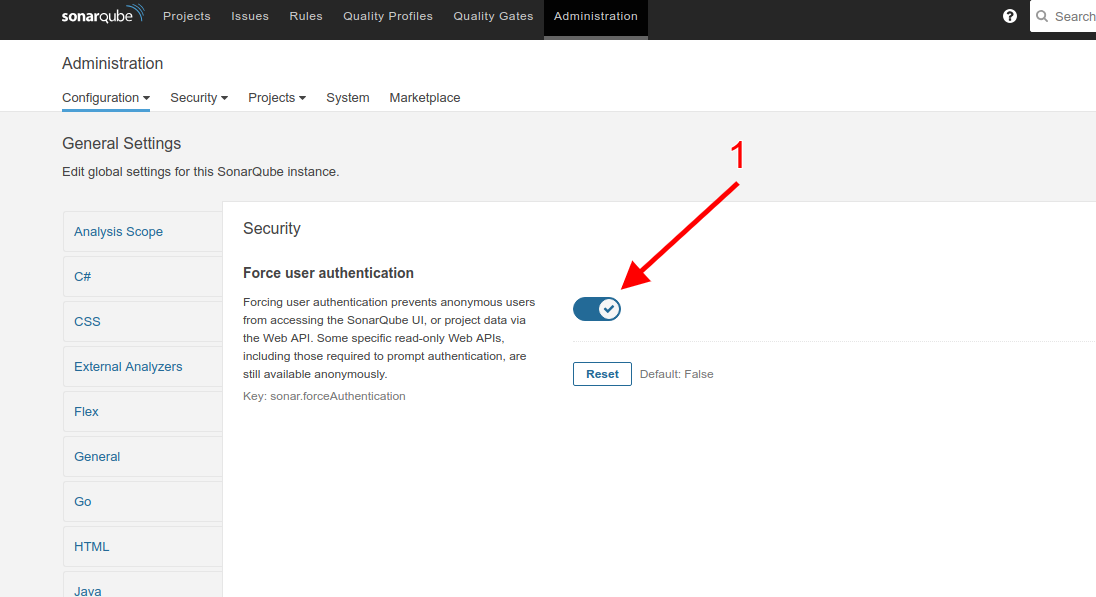 sonarqube Projects Issues Rules Quality Profiles Quality Gates Administration ? Search
Administration
Configuration Security Projects System Marketplace
General Settings
Edit global settings for this SonarQube instance.
1
Analysis Scope
C#
CSS
External Analyzers
Flex
General
Go
HTML
Java
Security
Force user authentication
Forcing user authentication prevents anonymous users
from accessing the SonarQube UI, or project data via
the Web API. Some specific read-only Web APIs,
including those required to prompt authentication, are
still available anonymously.
Key: sonar.forceAuthentication
Reset Default: False